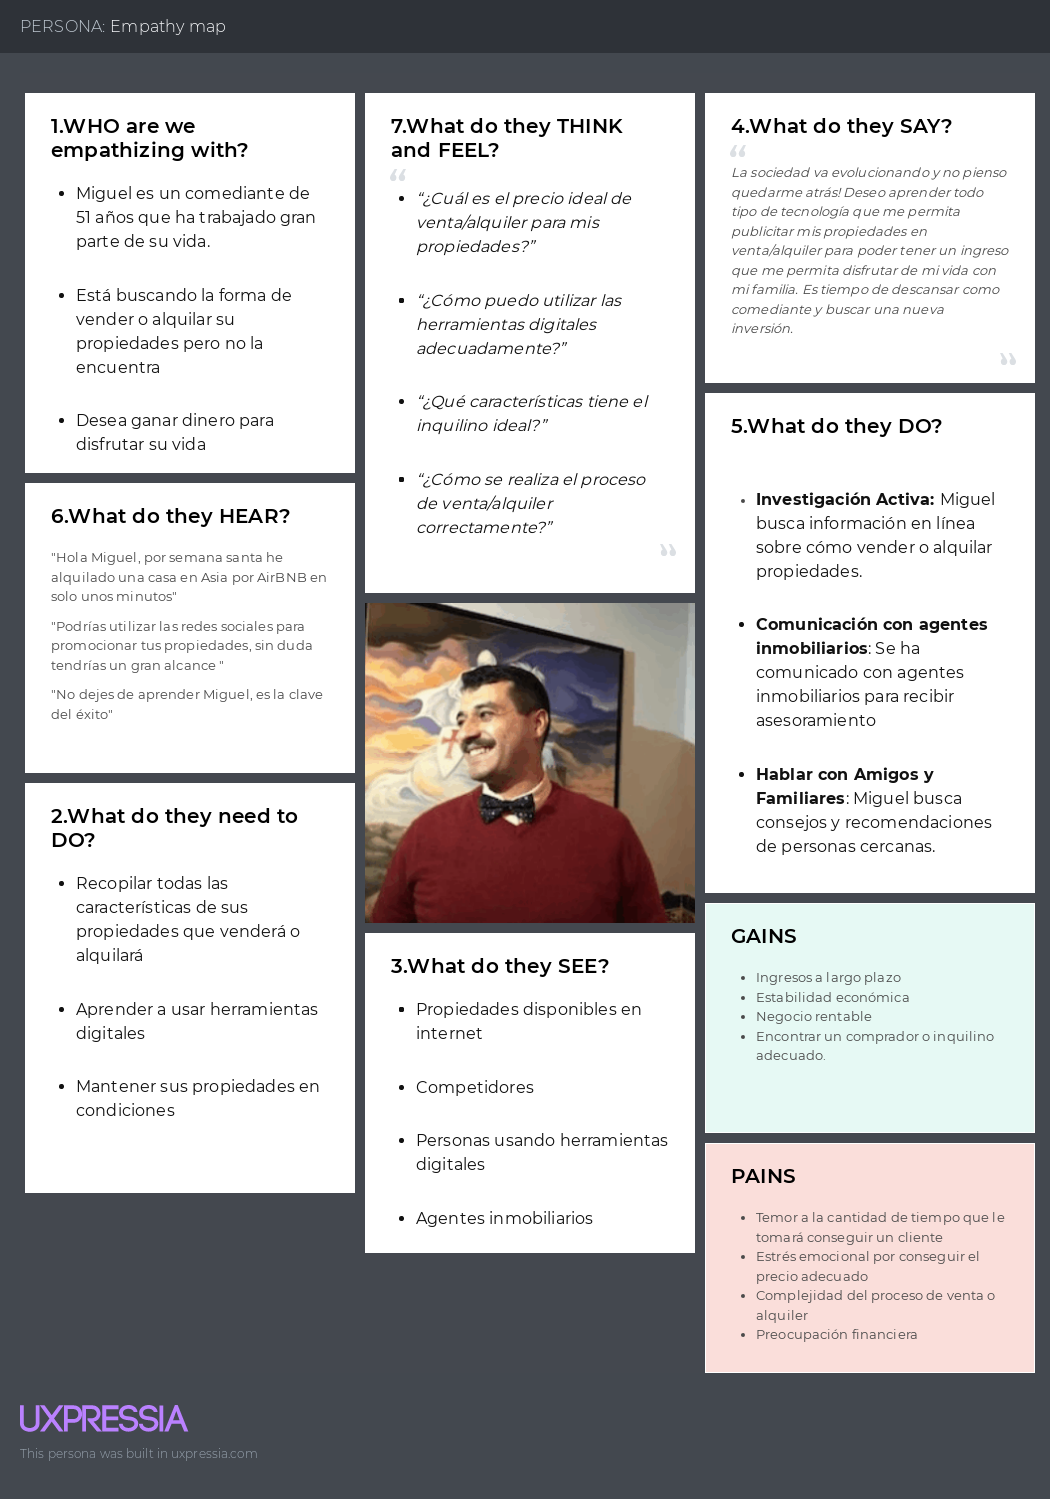 PERSONA: Empathy map
1.WHO are we
empathizing with?
Miguel es un comediante de
51 años que ha trabajado gran
parte de su vida.
Está buscando la forma de
vender o alquilar su
propiedades pero no la
encuentra
Desea ganar dinero para
disfrutar su vida
6.What do they HEAR?
"Hola Miguel, por semana santa he
alquilado una casa en Asia por AirBNB en
solo unos minutos"
"Podrías utilizar las redes sociales para
promocionar tus propiedades, sin duda
tendrías un gran alcance "
"No dejes de aprender Miguel, es la clave
del éxito"
2.What do they need to
DO?
Recopilar todas las
características de sus
propiedades que venderá o
alquilará
Aprender a usar herramientas
digitales
Mantener sus propiedades en
condiciones
7.What do they THINK
and FEEL?
“
“¿Cuál es el precio ideal de
venta/alquiler para mis
propiedades?”
“¿Cómo puedo utilizar las
herramientas digitales
adecuadamente?”
“¿Qué características tiene el
inquilino ideal?”
“¿Cómo se realiza el proceso
de venta/alquiler
correctamente?”
”
3.What do they SEE?
Propiedades disponibles en
internet
Competidores
Personas usando herramientas
digitales
Agentes inmobiliarios
4.What do they SAY?
“
La sociedad va evolucionando y no pienso
quedarme atrás! Deseo aprender todo
tipo de tecnología que me permita
publicitar mis propiedades en
venta/alquiler para poder tener un ingreso
que me permita disfrutar de mi vida con
mi familia. Es tiempo de descansar como
comediante y buscar una nueva
inversión.
”
5.What do they DO?
Investigación Activa: Miguel
busca información en línea
sobre cómo vender o alquilar
propiedades.
Comunicación con agentes
inmobiliarios: Se ha
comunicado con agentes
inmobiliarios para recibir
asesoramiento
Hablar con Amigos y
Familiares: Miguel busca
consejos y recomendaciones
de personas cercanas.
GAINS
Ingresos a largo plazo
Estabilidad económica
Negocio rentable
Encontrar un comprador o inquilino
adecuado.
PAINS
Temor a la cantidad de tiempo que le
tomará conseguir un cliente
Estrés emocional por conseguir el
precio adecuado
Complejidad del proceso de venta o
alquiler
Preocupación financiera
UXPRESSIA
This persona was built in uxpressia.com